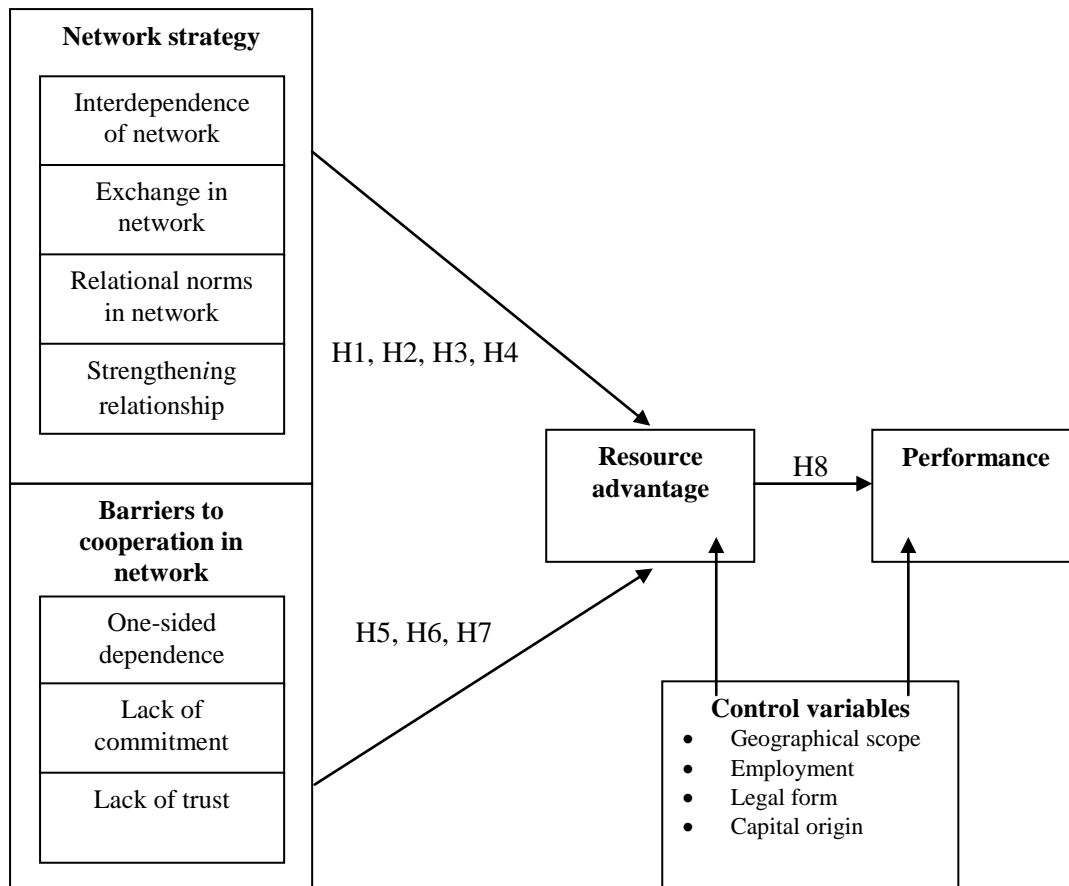 Network strategy
Interdependence
of network
Exchange in
network
Relational norms
in network
Strengthening
relationship
H1, H2, H3, H4
Resource
advantage
H8
Performance
Barriers to
cooperation in
network
One-sided
dependence
Lack of
commitment
Lack of trust
H5, H6, H7
Control variables
• Geographical scope
• Employment
• Legal form
• Capital origin